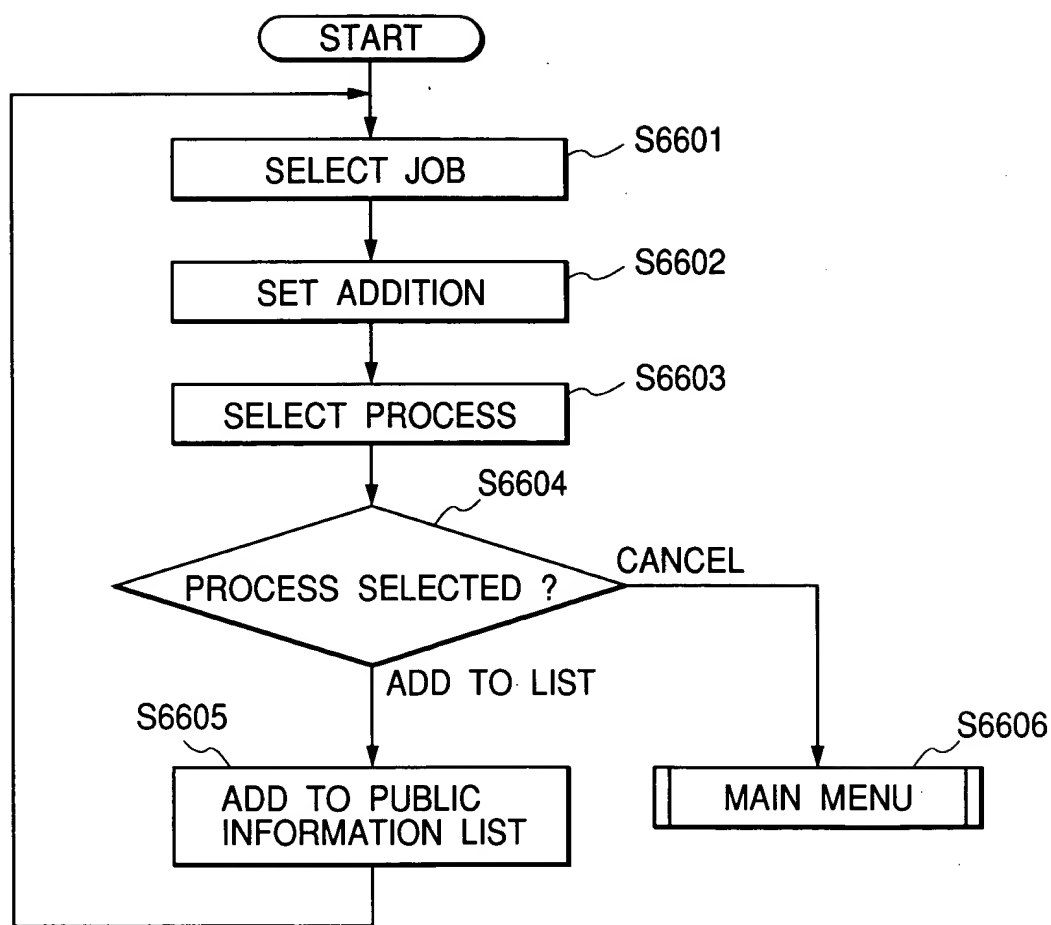 START
S6601
SELECT JOB
S6602
SET ADDITION
S6603
SELECT PROCESS
S6604
PROCESS SELECTED ?
CANCEL
ADD TO LIST
S6605
S6606
ADD TO PUBLIC
INFORMATION LIST
MAIN MENU